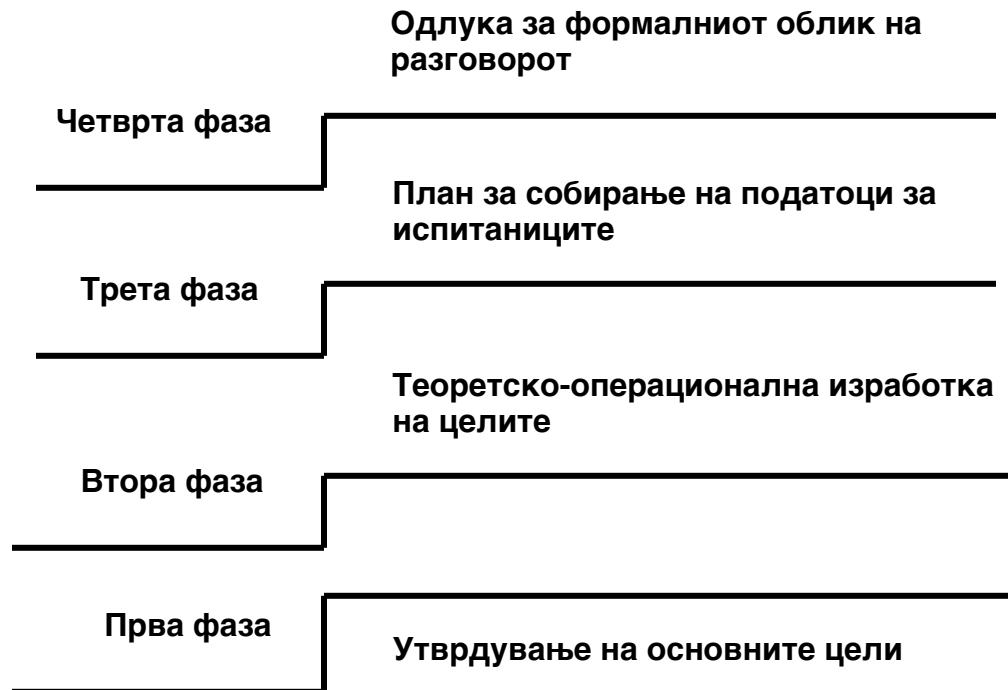 Одлука за формалниот облик на
разговорот
Четврта фаза
План за собирање на податоци за
испитаниците
Трета фаза
Теоретско-операционална изработка
на целите
Втора фаза
Прва фаза
Утврдување на основните цели